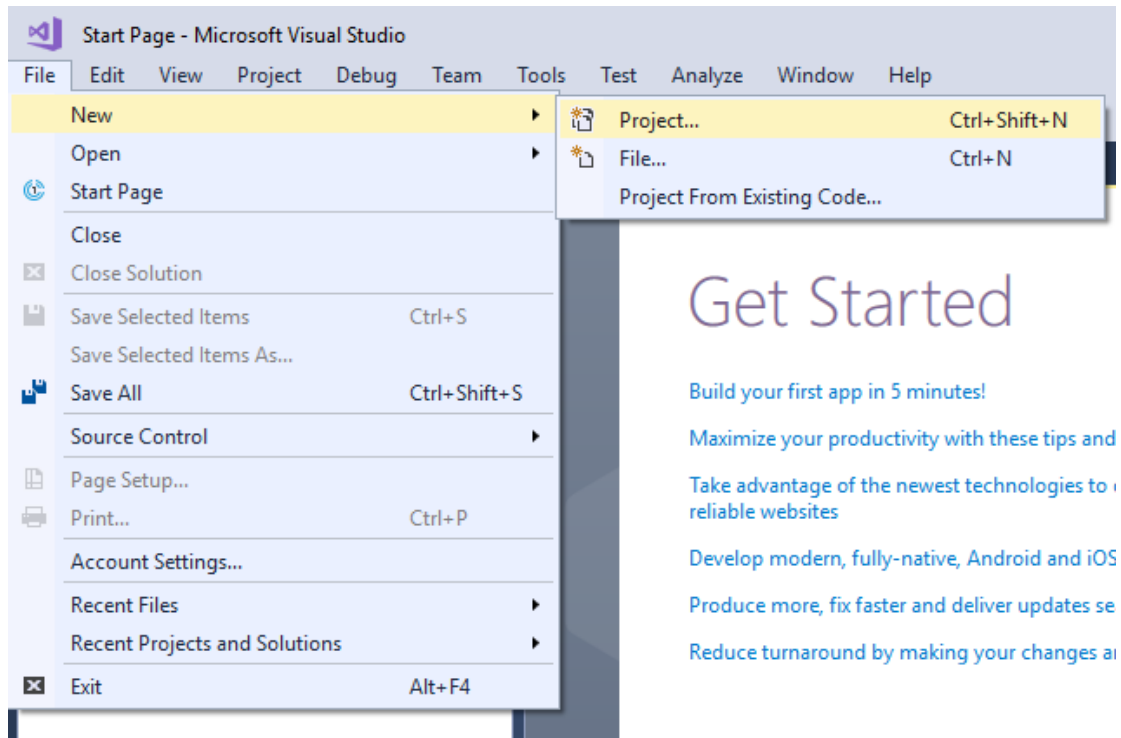 Start Page - Microsoft Visual Studio
File Edit View Project Debug Team Tools Test Analyze Window Help
New
Open
Start Page
Close
Close Solution
Save Selected Items Ctrl+S
Save Selected Items As...
Save All Ctrl+Shift+S
Source Control
Page Setup...
Print... Ctrl+P
Account Settings...
Recent Files
Recent Projects and Solutions
Exit Alt+F4
Project... Ctrl+Shift+N
File... Ctrl+N
Project From Existing Code...
Get Started
Build your first app in 5 minutes!
Maximize your productivity with these tips and
Take advantage of the newest technologies to
reliable websites
Develop modern, fully-native, Android and iOS
Produce more, fix faster and deliver updates se
Reduce turnaround by making your changes